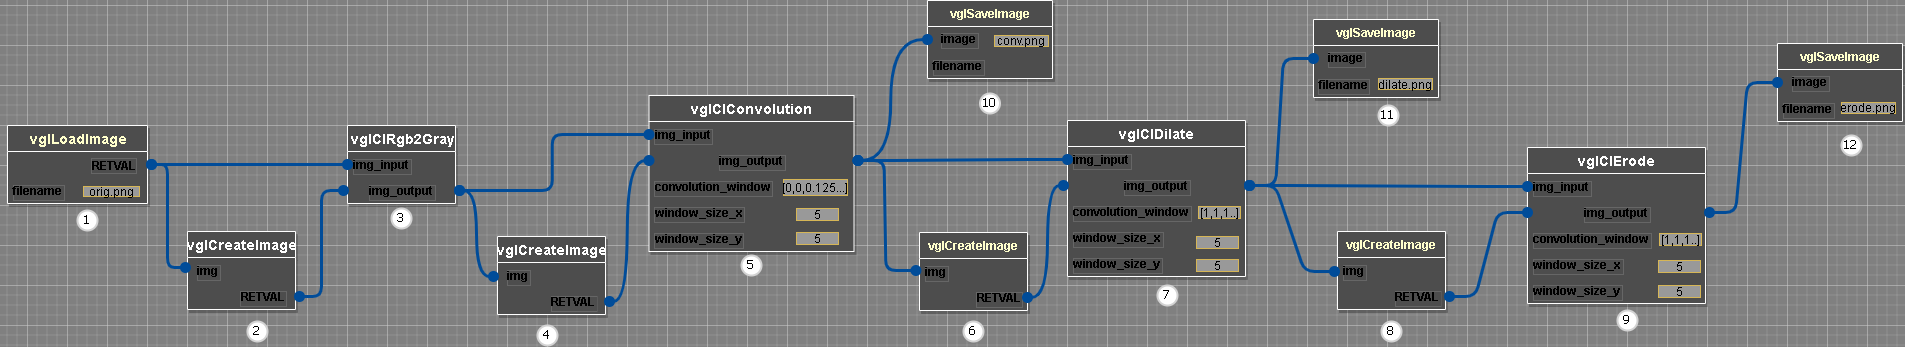 vglLoadImage
RETVAL
filename orig.png
1
vglCreateImage
img
RETVAL
2
vglClRgb2Gray
img_input
img_output
3
vglCreateImage
img
RETVAL
4
vglClConvolution
img_input
img_output
convolution_window [0,0,0.125...]
window_size_x 5
window_size_y 5
5
vglSaveImage
image conv.png
filename
10
vglCreateImage
img
RETVAL
6
vglClDilate
img_input
img_output
convolution_window [1,1,1..]
window_size_x 5
window_size_y 5
7
vglSaveImage
image
filename dilate.png
11
vglCreateImage
img
RETVAL
8
vglClErode
img_input
img_output
convolution_window [1,1,1..]
window_size_x 5
window_size_y 5
9
vglSaveImage
image
filename erode.png
12